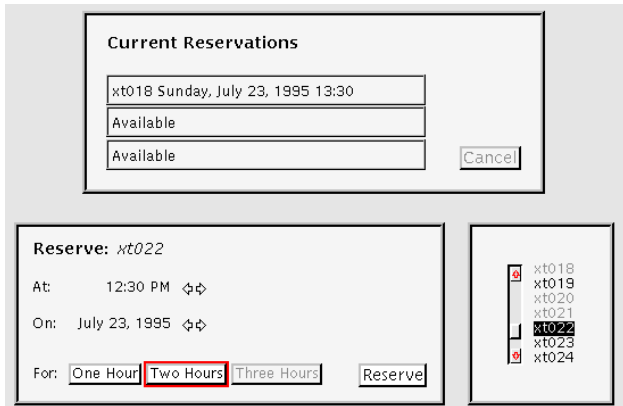 Current Reservations
xt018 Sunday, July 23, 1995 13:30
Available
Available
Cancel
Reserve: xt022
At: 12:30 PM
On: July 23, 1995
For: One Hour Two Hours Three Hours Reserve
xt018
xt019
xt020
xt021
xt022
xt023
xt024